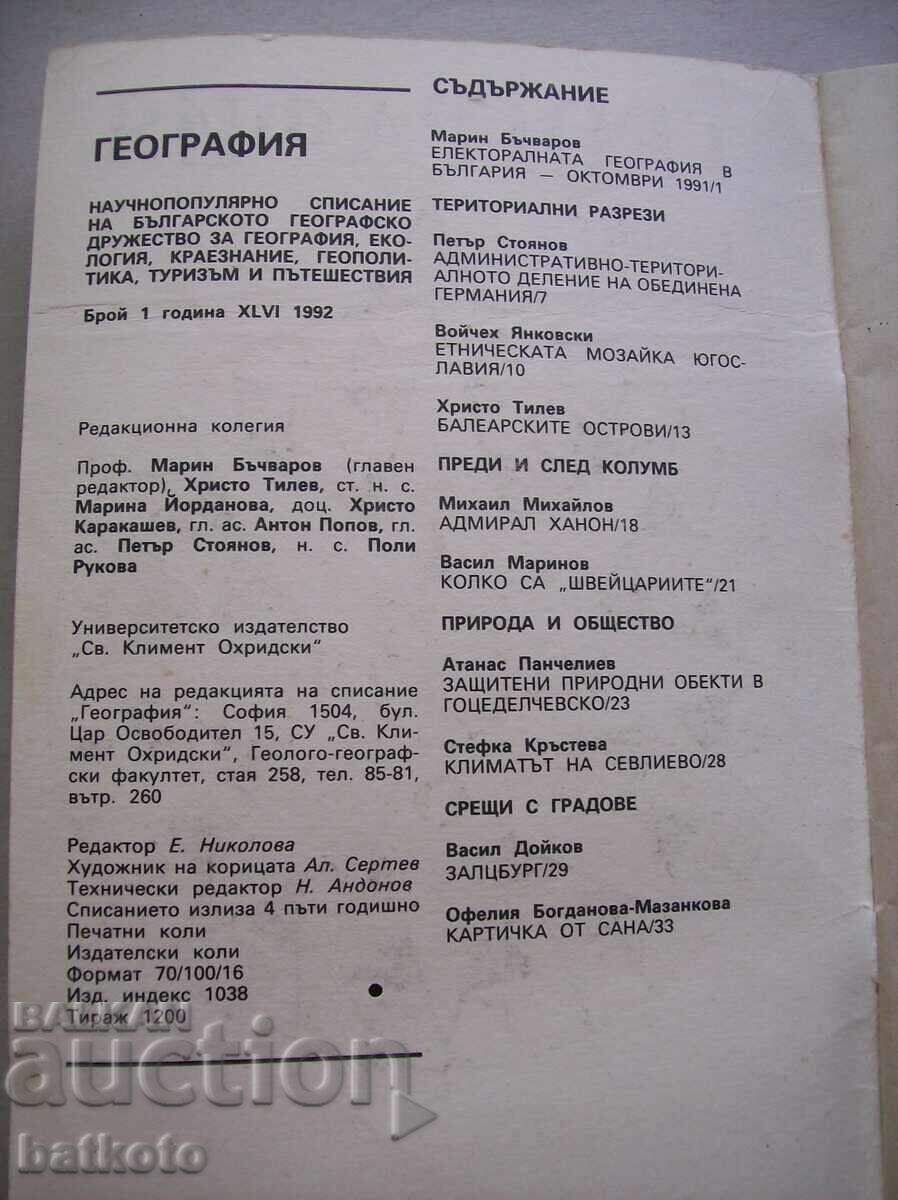 ГЕОГРАФИЯ
НАУЧНОПОПУЛЯРНО СПИСАНИЕ
НА БЪЛГАРСКОТО ГЕОГРАФСКО
ДРУЖЕСТВО ЗА ГЕОГРАФИЯ, ЕКО-
ЛОГИЯ, КРАЕЗНАНИЕ, ГЕОПОЛИ-
ТИКА, ТУРИЗЪМ И ПЪТЕШЕСТВИЯ
Брой 1 година XLVI 1992
Редакционна колегия
Проф. Марин Бъчваров (главен
редактор), Христо Тилев, ст. н. с.
Марина Йорданова, доц. Христо
Каракашев, гл. ас. Антон Попов, гл.
ас. Петър Стоянов, н. с. Поли
Рукова
Университетско издателство
„Св. Климент Охридски“
Адрес на редакцията на списание
„География“: София 1504, бул.
Цар Освободител 15, СУ „Св. Кли-
мент Охридски“, Геолого-географ-
ски факултет, стая 258, тел. 85-81,
вътр. 260
Редактор Е. Николова
Художник на корицата Ал. Сертев
Технически редактор Н. Андонов
Списанието излиза 4 пъти годишно
Печатни коли
Издателски коли
Формат 70/100/16
Изд. индекс 1038
Тираж 1200
СЪДЪРЖАНИЕ
Марин Бъчваров
ЕЛЕКТОРАЛНАТА ГЕОГРАФИЯ В
БЪЛГАРИЯ — ОКТОМВРИ 1991/1
ТЕРИТОРИАЛНИ РАЗРЕЗИ
Петър Стоянов
АДМИНИСТРАТИВНО-ТЕРИТОРИ-
АЛНОТО ДЕЛЕНИЕ НА ОБЕДИНЕНА
ГЕРМАНИЯ/7
Войчех Янковски
ЕТНИЧЕСКАТА МОЗАЙКА ЮГОС-
ЛАВИЯ/10
Христо Тилев
БАЛЕАРСКИТЕ ОСТРОВИ/13
ПРЕДИ И СЛЕД КОЛУМБ
Михаил Михайлов
АДМИРАЛ ХАНОН/18
Васил Маринов
КОЛКО СА „ШВЕЙЦАРИИТЕ“/21
ПРИРОДА И ОБЩЕСТВО
Атанас Панчелиев
ЗАЩИТЕНИ ПРИРОДНИ ОБЕКТИ В
ГОЦЕДЕЛЧЕВСКО/23
Стефка Кръстева
КЛИМАТЪТ НА СЕВЛИЕВО/28
СРЕЩИ С ГРАДОВЕ
Васил Дойков
ЗАЛЦБУРГ/29
Офелия Богданова-Мазанкова
КАРТИЧКА ОТ САНА/33
BALKAN
auction
batkoto